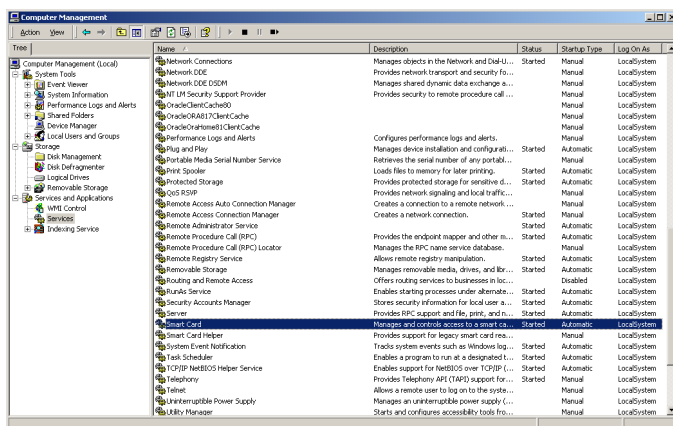 Computer Management
Action View
Tree
Computer Management (Local)
System Tools
Event Viewer
System Information
Performance Logs and Alerts
Shared Folders
Device Manager
Local Users and Groups
Storage
Disk Management
Disk Defragmenter
Logical Drives
Removable Storage
Services and Applications
WMI Control
Services
Indexing Service
Name Description Status Startup Type Log On As
Network Connections Manages objects in the Network and Dial-U... Started Manual LocalSystem
Network DDE Provides network transport and security fo... Manual LocalSystem
Network DDE DSDM Manages shared dynamic data exchange a... Manual LocalSystem
NT LM Security Support Provider Provides security to remote procedure call ... Manual LocalSystem
OracleClientCache80 Manual LocalSystem
OracleORA817ClientCache Manual LocalSystem
OracleOraHome81ClientCache Manual LocalSystem
Performance Logs and Alerts Configures performance logs and alerts. Manual LocalSystem
Plug and Play Manages device installation and configurati... Started Automatic LocalSystem
Portable Media Serial Number Service Retrieves the serial number of any portabl... Manual LocalSystem
Print Spooler Loads files to memory for later printing. Started Automatic LocalSystem
Protected Storage Provides protected storage for sensitive d... Started Automatic LocalSystem
QoS RSVP Provides network signaling and local traffic... Manual LocalSystem
Remote Access Auto Connection Manager Creates a connection to a remote network ... Manual LocalSystem
Remote Access Connection Manager Creates a network connection. Started Manual LocalSystem
Remote Administrator Service Started Automatic LocalSystem
Remote Procedure Call (RPC) Provides the endpoint mapper and other m... Started Automatic LocalSystem
Remote Procedure Call (RPC) Locator Manages the RPC name service database. Manual LocalSystem
Remote Registry Service Allows remote registry manipulation. Started Automatic LocalSystem
Removable Storage Manages removable media, drives, and libr... Started Automatic LocalSystem
Routing and Remote Access Offers routing services to businesses in loc... Disabled LocalSystem
RunAs Service Enables starting processes under alternate... Started Automatic LocalSystem
Security Accounts Manager Stores security information for local user a... Started Automatic LocalSystem
Server Provides RPC support and file, print, and n... Started Automatic LocalSystem
Smart Card Manages and controls access to a smart ca... Started Automatic LocalSystem
Smart Card Helper Provides support for legacy smart card rea... Manual LocalSystem
System Event Notification Tracks system events such as Windows log... Started Automatic LocalSystem
Task Scheduler Enables a program to run at a designated t... Started Automatic LocalSystem
TCP/IP NetBIOS Helper Service Enables support for NetBIOS over TCP/IP (... Started Automatic LocalSystem
Telephony Provides Telephony API (TAPI) support for... Started Manual LocalSystem
Telnet Allows a remote user to log on to the syste... Manual LocalSystem
Uninterruptible Power Supply Manages an uninterruptible power supply (... Manual LocalSystem
Utility Manager Starts and configures accessibility tools fro... Manual LocalSystem